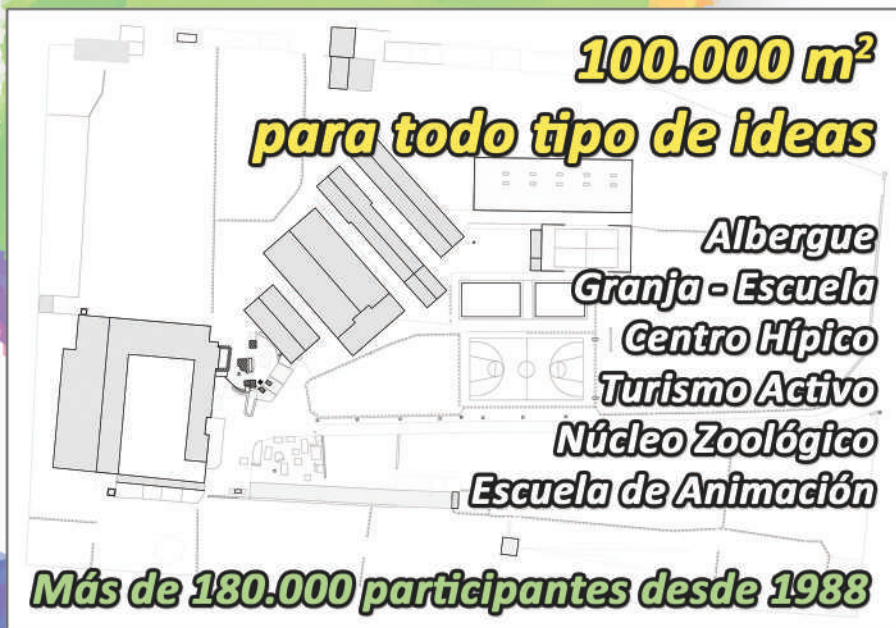 100.000 m²
para todo tipo de ideas
Albergue
Granja - Escuela
Centro Hípico
Turismo Activo
Núcleo Zoológico
Escuela de Animación
Más de 180.000 participantes desde 1988